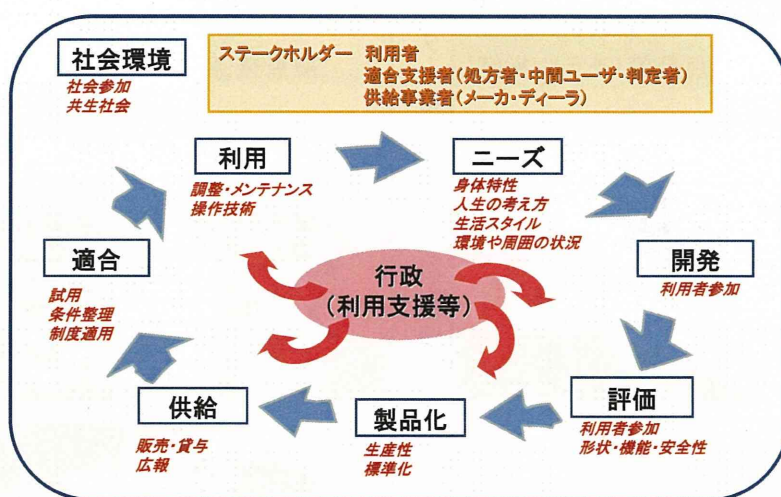 社会環境
社会参加
共生社会
ステークホルダー 利用者
適合支援者(処方者・中間ユーザ・判定者)
供給事業者(メーカ・ディーラ)
利用
調整・メンテナンス
操作技術
ニーズ
身体特性
人生の考え方
生活スタイル
環境や周囲の状況
開発
利用者参加
評価
利用者参加
形状・機能・安全性
製品化
生産性
標準化
供給
販売・貸与
広報
適合
試用
条件整理
制度適用
行政
(利用支援等)